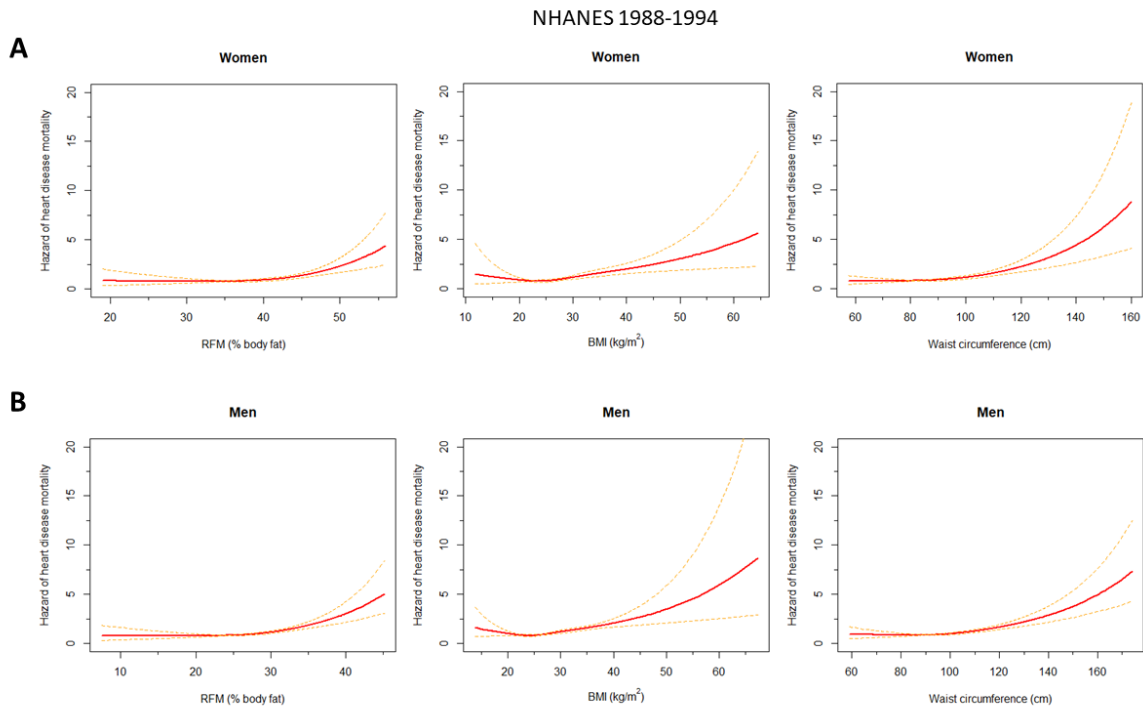 NHANES 1988-1994
A
Women
Women
Women
Hazard of heart disease mortality
0 5 10 15 20
20 30 40 50
RFM (% body fat)
Hazard of heart disease mortality
0 5 10 15 20
10 20 30 40 50 60
BMI (kg/m²)
Hazard of heart disease mortality
0 5 10 15 20
60 80 100 120 140 160
Waist circumference (cm)
B
Men
Men
Men
Hazard of heart disease mortality
0 5 10 15 20
10 20 30 40
RFM (% body fat)
Hazard of heart disease mortality
0 5 10 15 20
20 30 40 50 60
BMI (kg/m²)
Hazard of heart disease mortality
0 5 10 15 20
60 80 100 120 140 160
Waist circumference (cm)